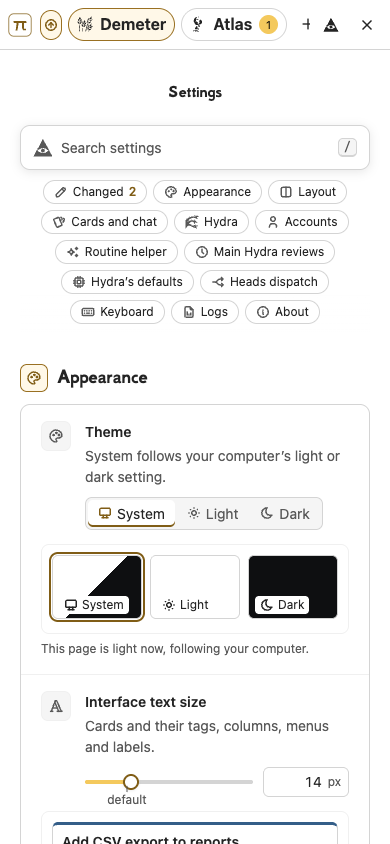 π Demeter Atlas 1
Settings
Search settings /
Changed 2 Appearance Layout
Cards and chat Hydra Accounts
Routine helper Main Hydra reviews
Hydra’s defaults Heads dispatch
Keyboard Logs About
Appearance
Theme
System follows your computer’s light or
dark setting.
System Light Dark
System Light Dark
This page is light now, following your computer.
A Interface text size
Cards and their tags, columns, menus
and labels.
14 px
default
Add CSV export to reports